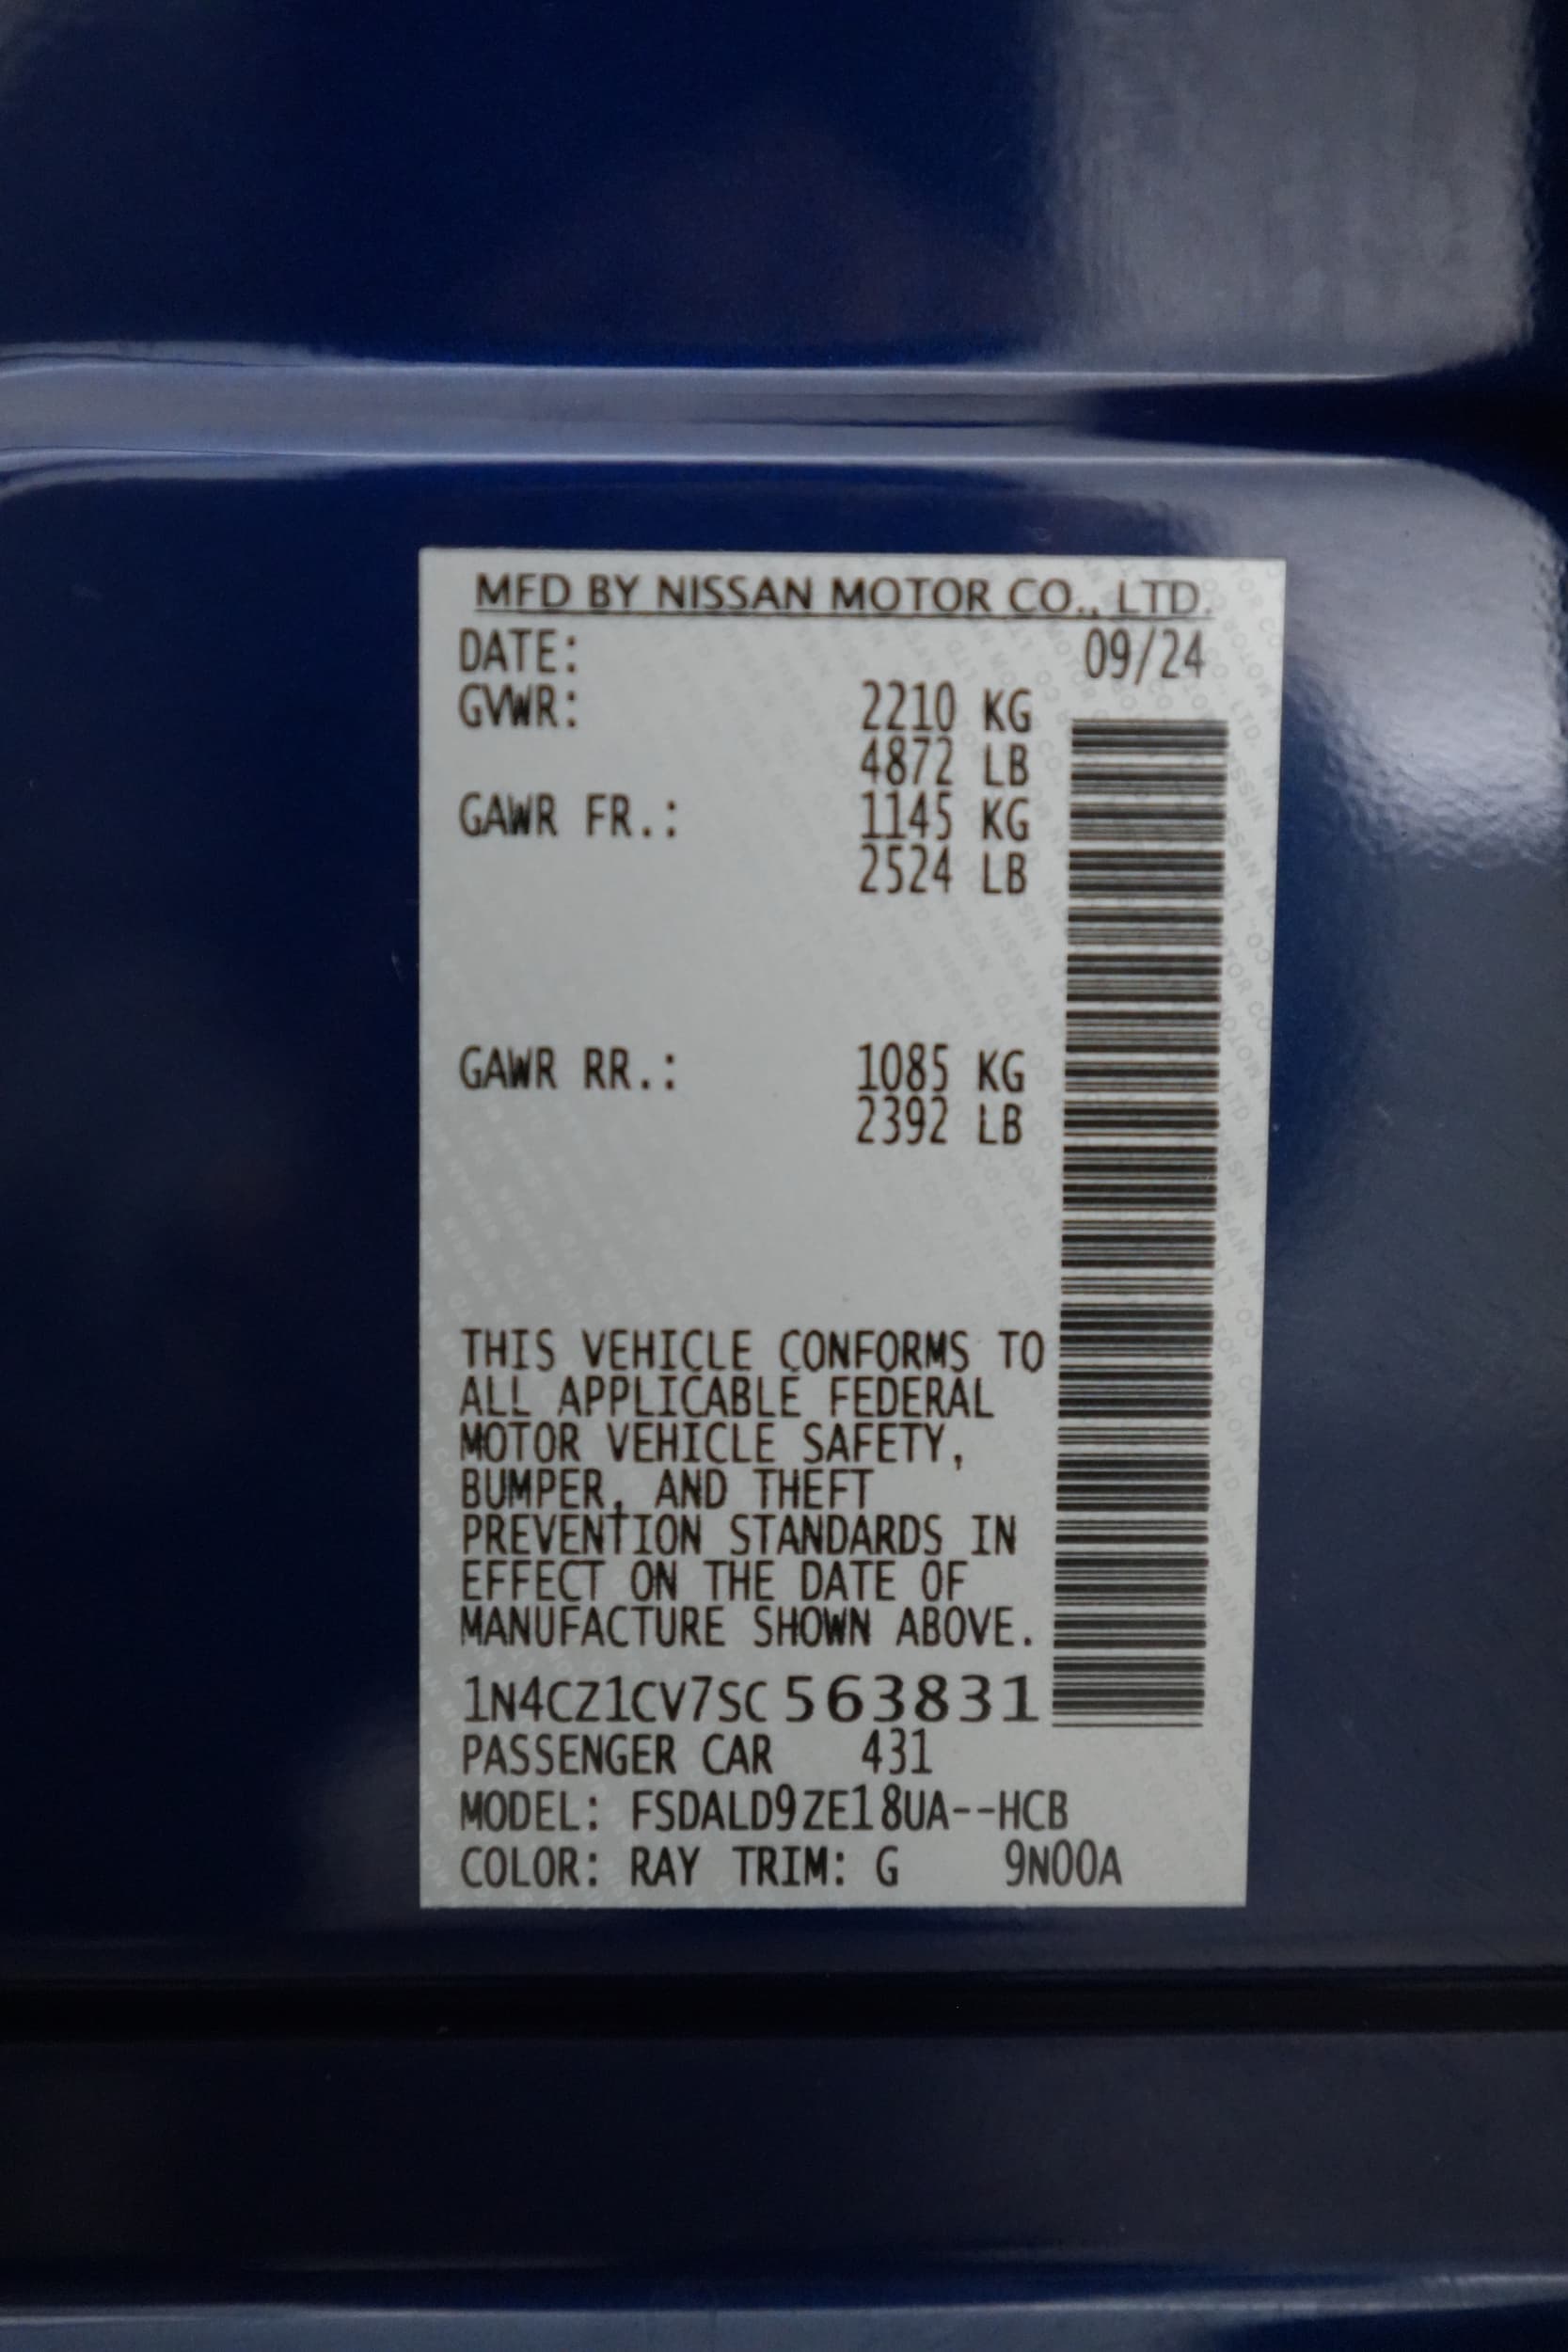 MFD BY NISSAN MOTOR CO., LTD.
DATE: 09/24
GVWR: 2210 KG
4872 LB
GAWR FR.: 1145 KG
2524 LB
GAWR RR.: 1085 KG
2392 LB
THIS VEHICLE CONFORMS TO
ALL APPLICABLE FEDERAL
MOTOR VEHICLE SAFETY,
BUMPER, AND THEFT
PREVENTION STANDARDS IN
EFFECT ON THE DATE OF
MANUFACTURE SHOWN ABOVE.
1N4CZ1CV7SC563831
PASSENGER CAR 431
MODEL: FSDALD9ZE18UA--HCB
COLOR: RAY TRIM: G 9N00A